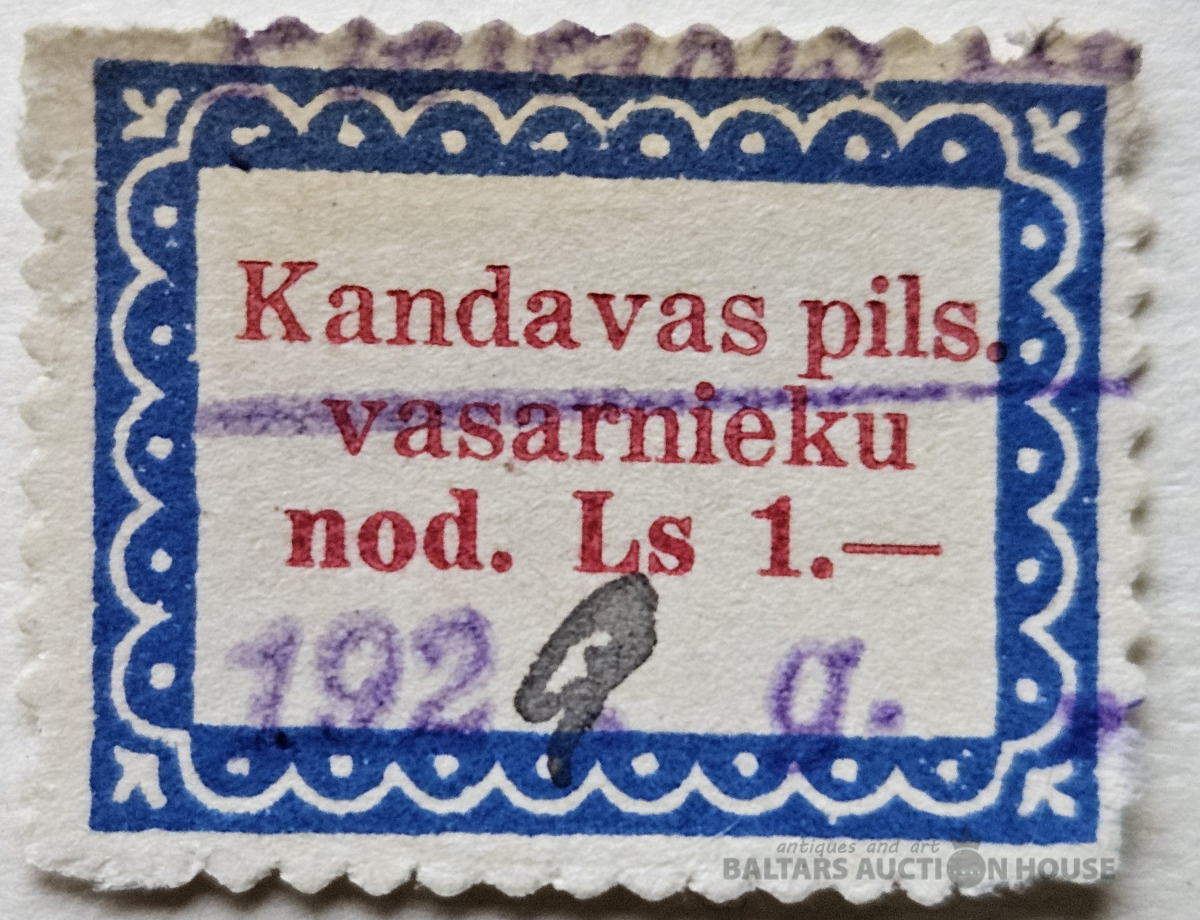 Kandavas pils.
vasarnieku
nod. Ls 1.—
1929 g.
antiques and art
BALTARS AUCTION HOUSE